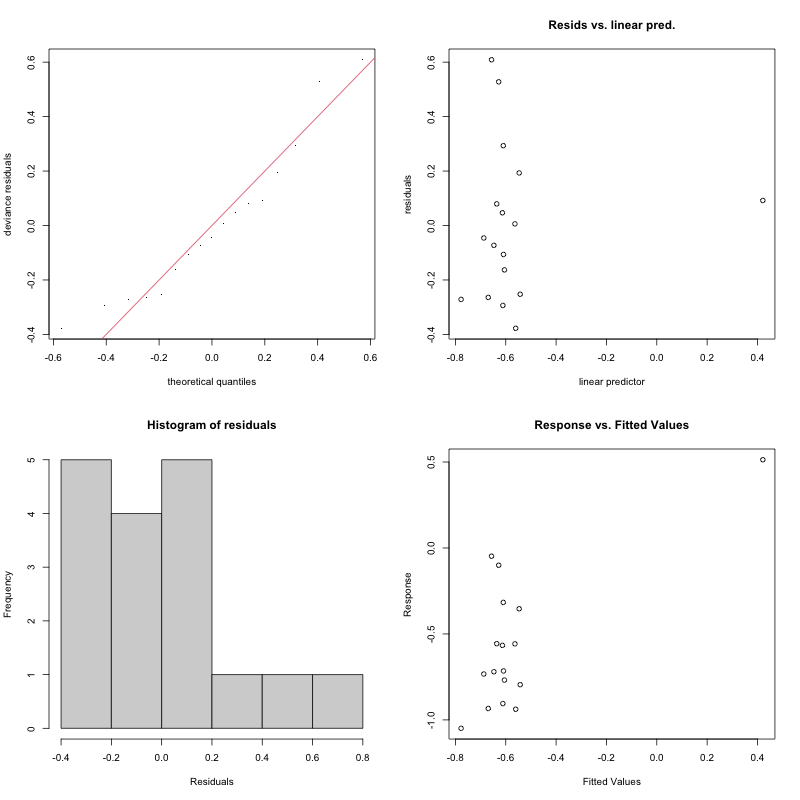 deviance residuals
0.6
0.4
0.2
0.0
-0.2
-0.4
-0.6 -0.4 -0.2 0.0 0.2 0.4 0.6
theoretical quantiles
Resids vs. linear pred.
residuals
0.6
0.4
0.2
0.0
-0.2
-0.4
-0.8 -0.6 -0.4 -0.2 0.0 0.2 0.4
linear predictor
Histogram of residuals
Frequency
5
4
3
2
1
0
-0.4 -0.2 0.0 0.2 0.4 0.6 0.8
Residuals
Response vs. Fitted Values
Response
0.5
0.0
-0.5
-1.0
-0.8 -0.6 -0.4 -0.2 0.0 0.2 0.4
Fitted Values